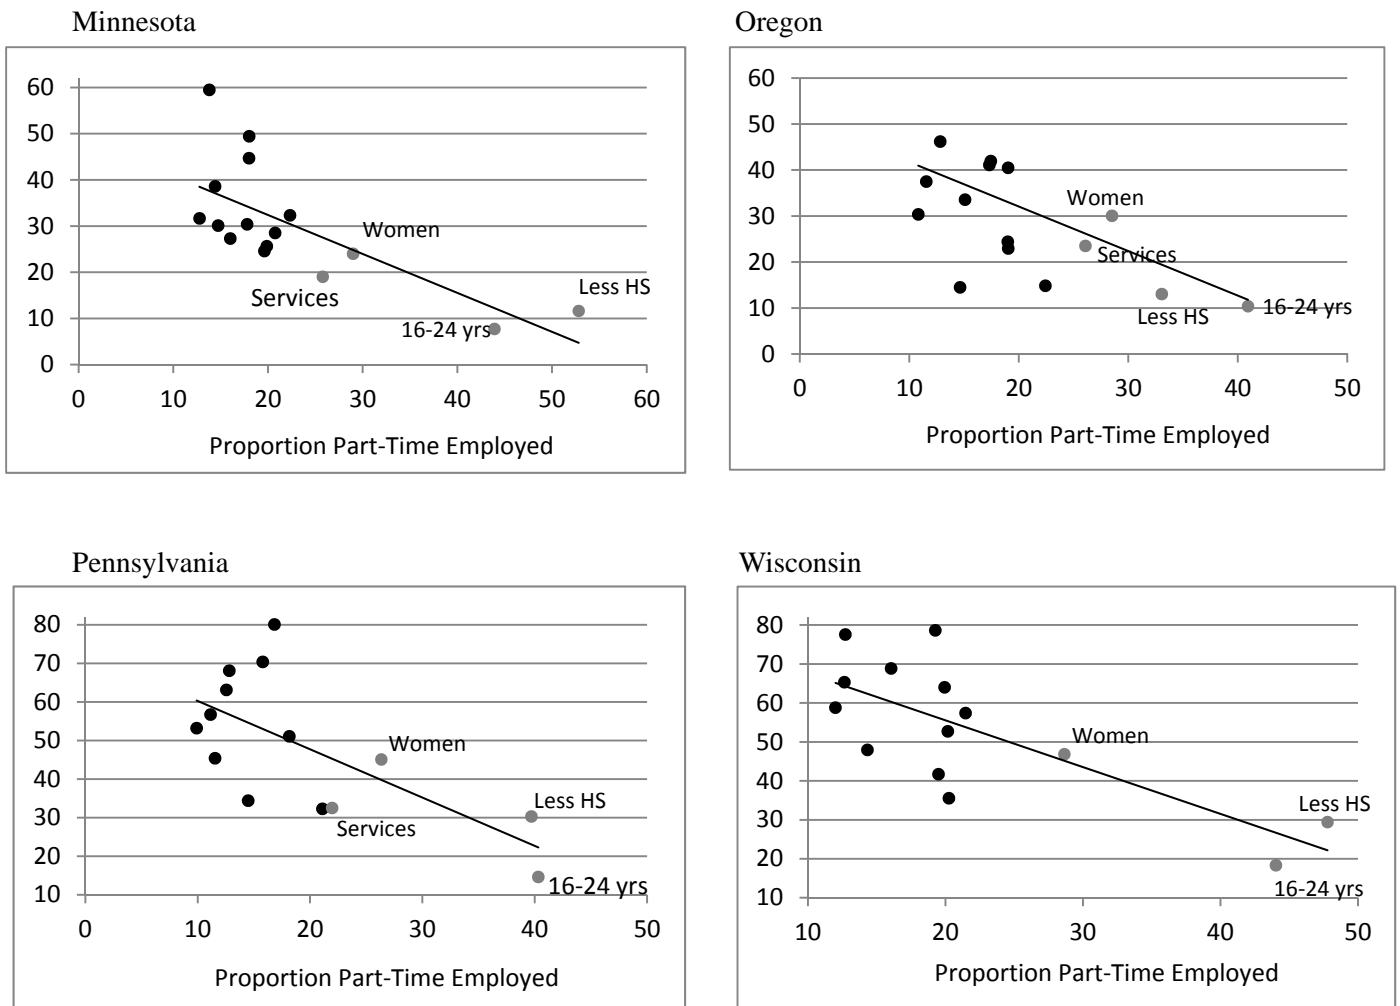 Minnesota
60
50
40
30
20
10
0
Women
Services
Less HS
16-24 yrs
0 10 20 30 40 50 60
Proportion Part-Time Employed
Oregon
60
50
40
30
20
10
0
Women
Services
Less HS
16-24 yrs
0 10 20 30 40 50
Proportion Part-Time Employed
Pennsylvania
80
70
60
50
40
30
20
10
Women
Less HS
Services
16-24 yrs
0 10 20 30 40 50
Proportion Part-Time Employed
Wisconsin
80
70
60
50
40
30
20
10
Women
Less HS
16-24 yrs
10 20 30 40 50
Proportion Part-Time Employed